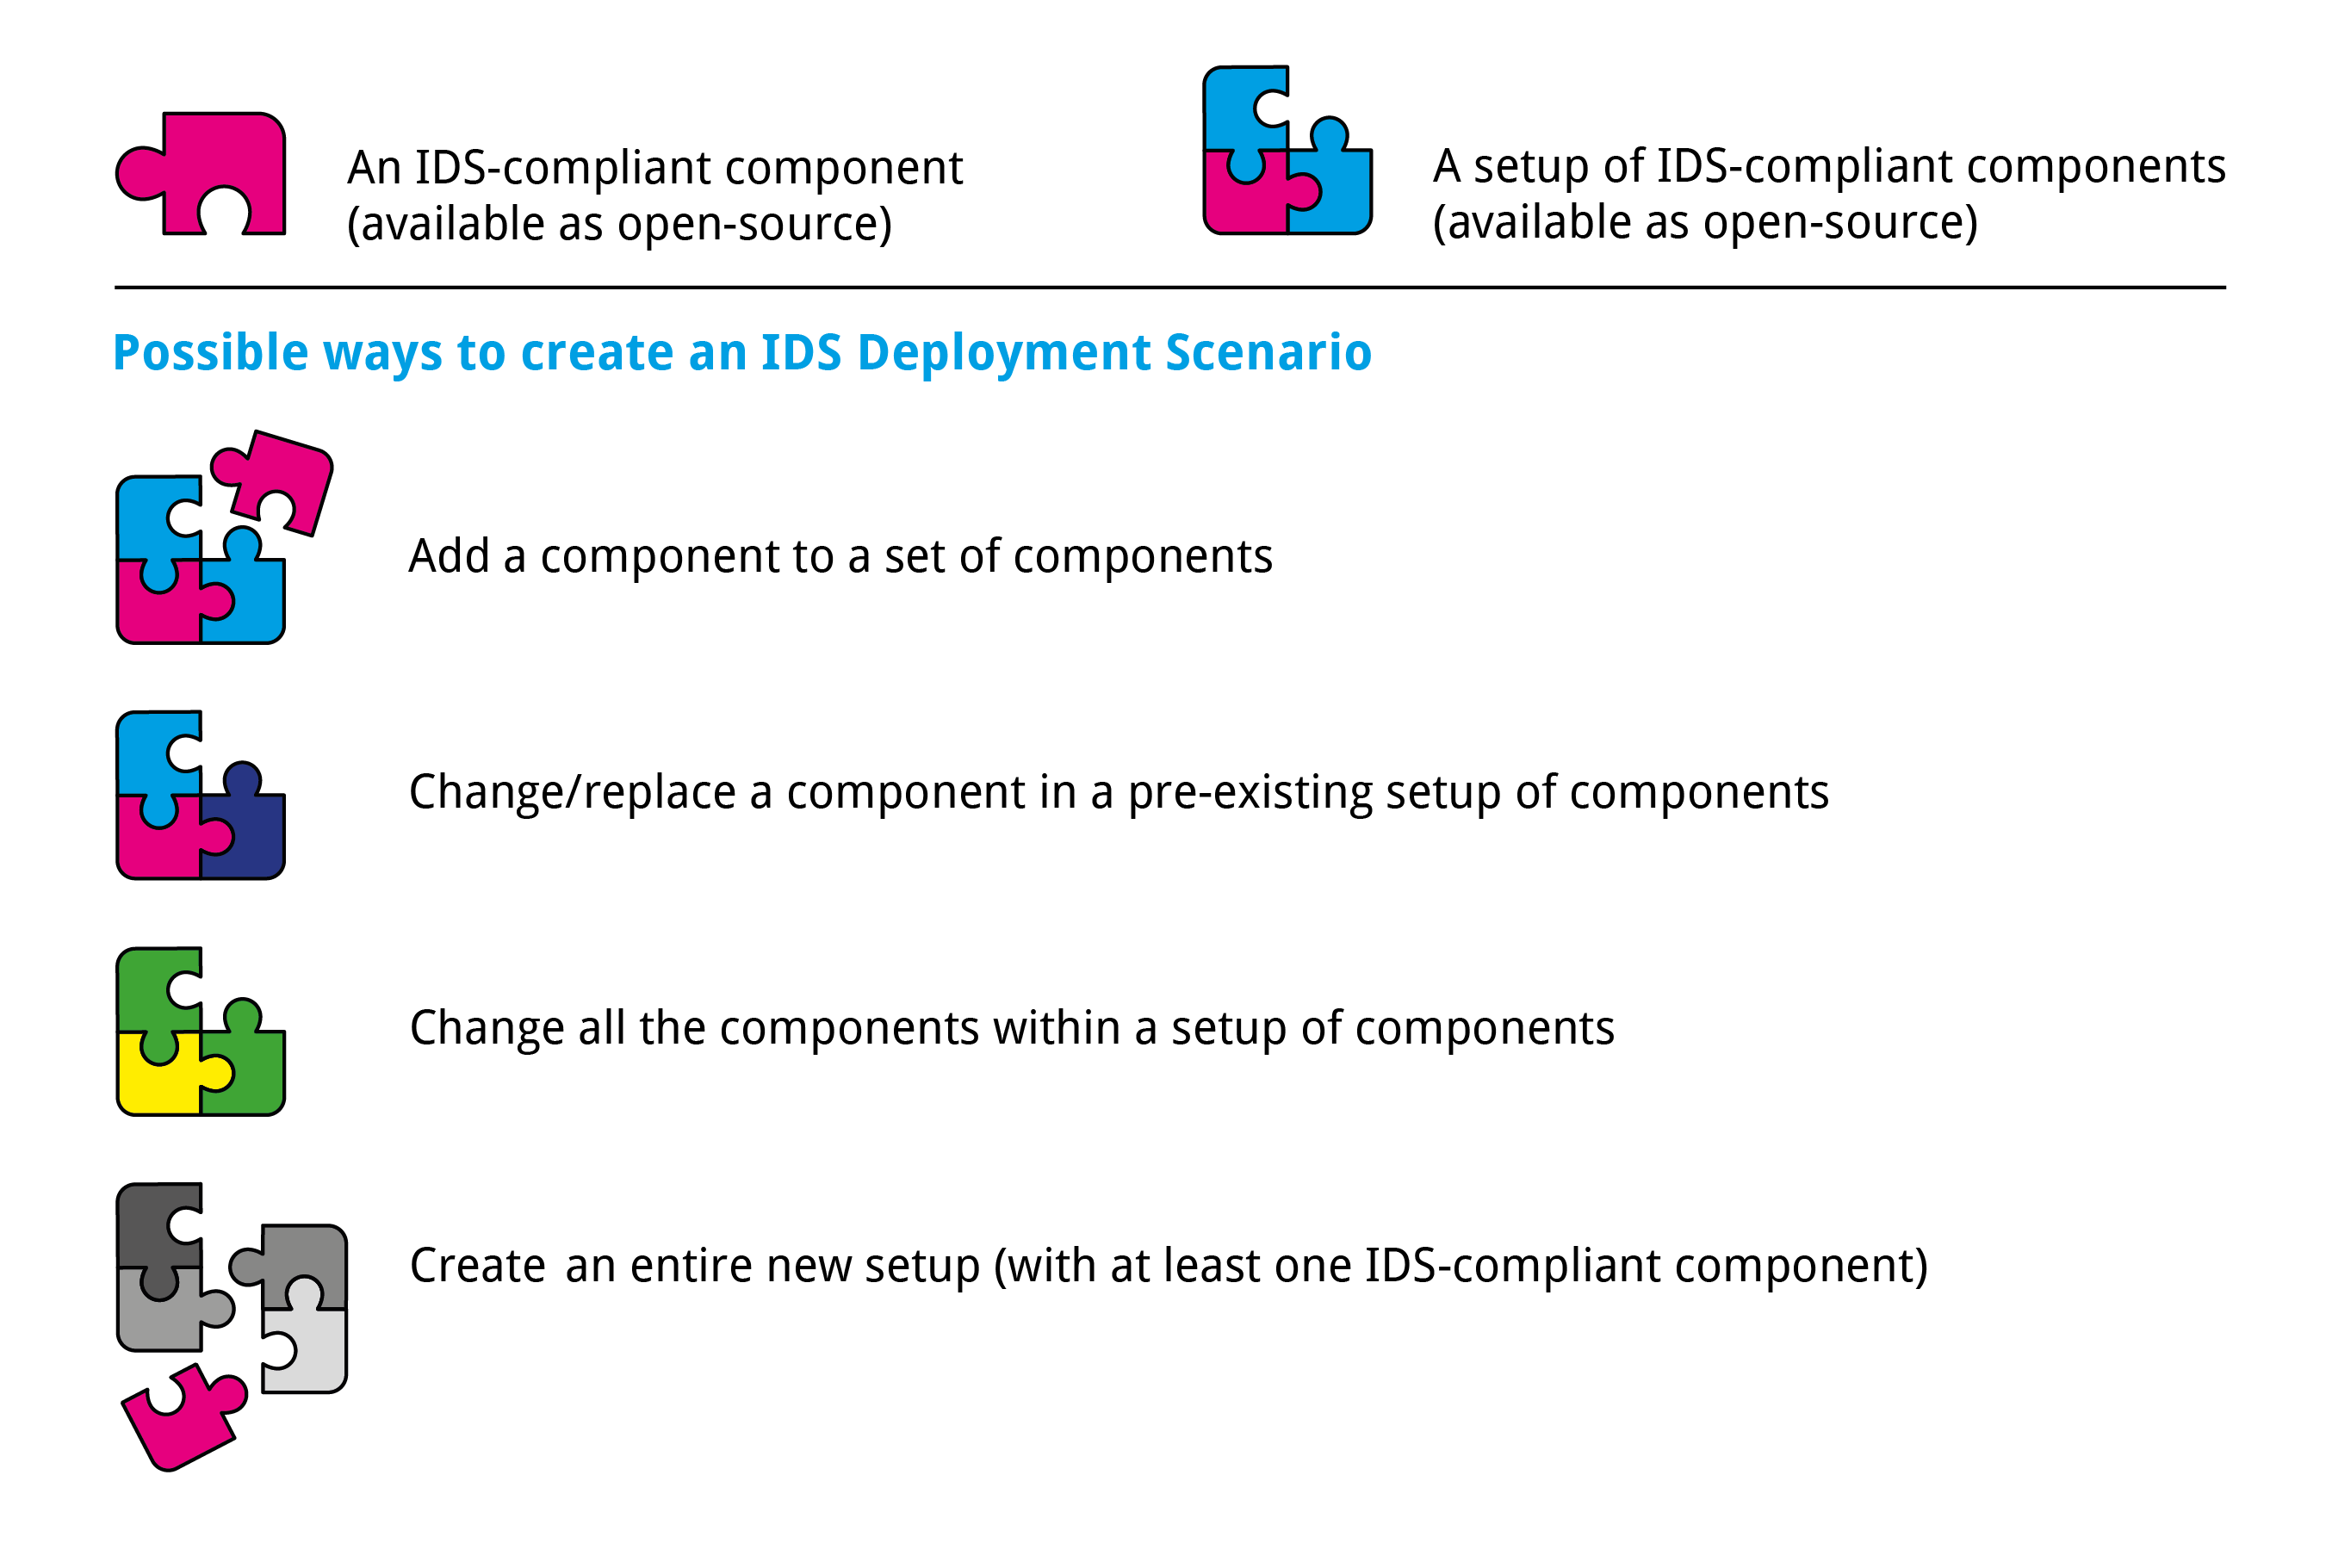 An IDS-compliant component
(available as open-source)
A setup of IDS-compliant components
(available as open-source)
Possible ways to create an IDS Deployment Scenario
Add a component to a set of components
Change/replace a component in a pre-existing setup of components
Change all the components within a setup of components
Create an entire new setup (with at least one IDS-compliant component)